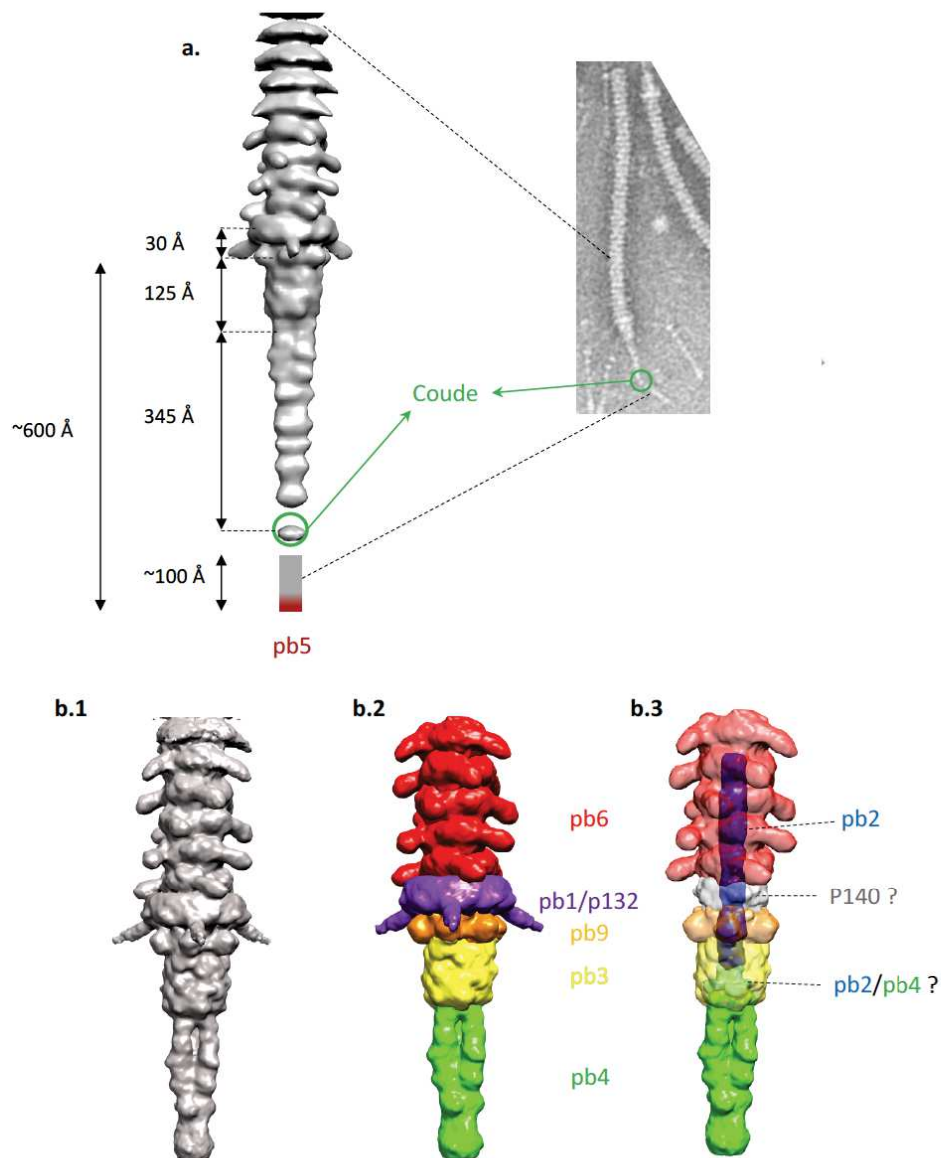 a.
30 Å
125 Å
Coude
345 Å
~600 Å
~100 Å
pb5
b.1
b.2
b.3
pb6
pb2
pb1/p132
P140 ?
pb9
pb3
pb2/pb4 ?
pb4